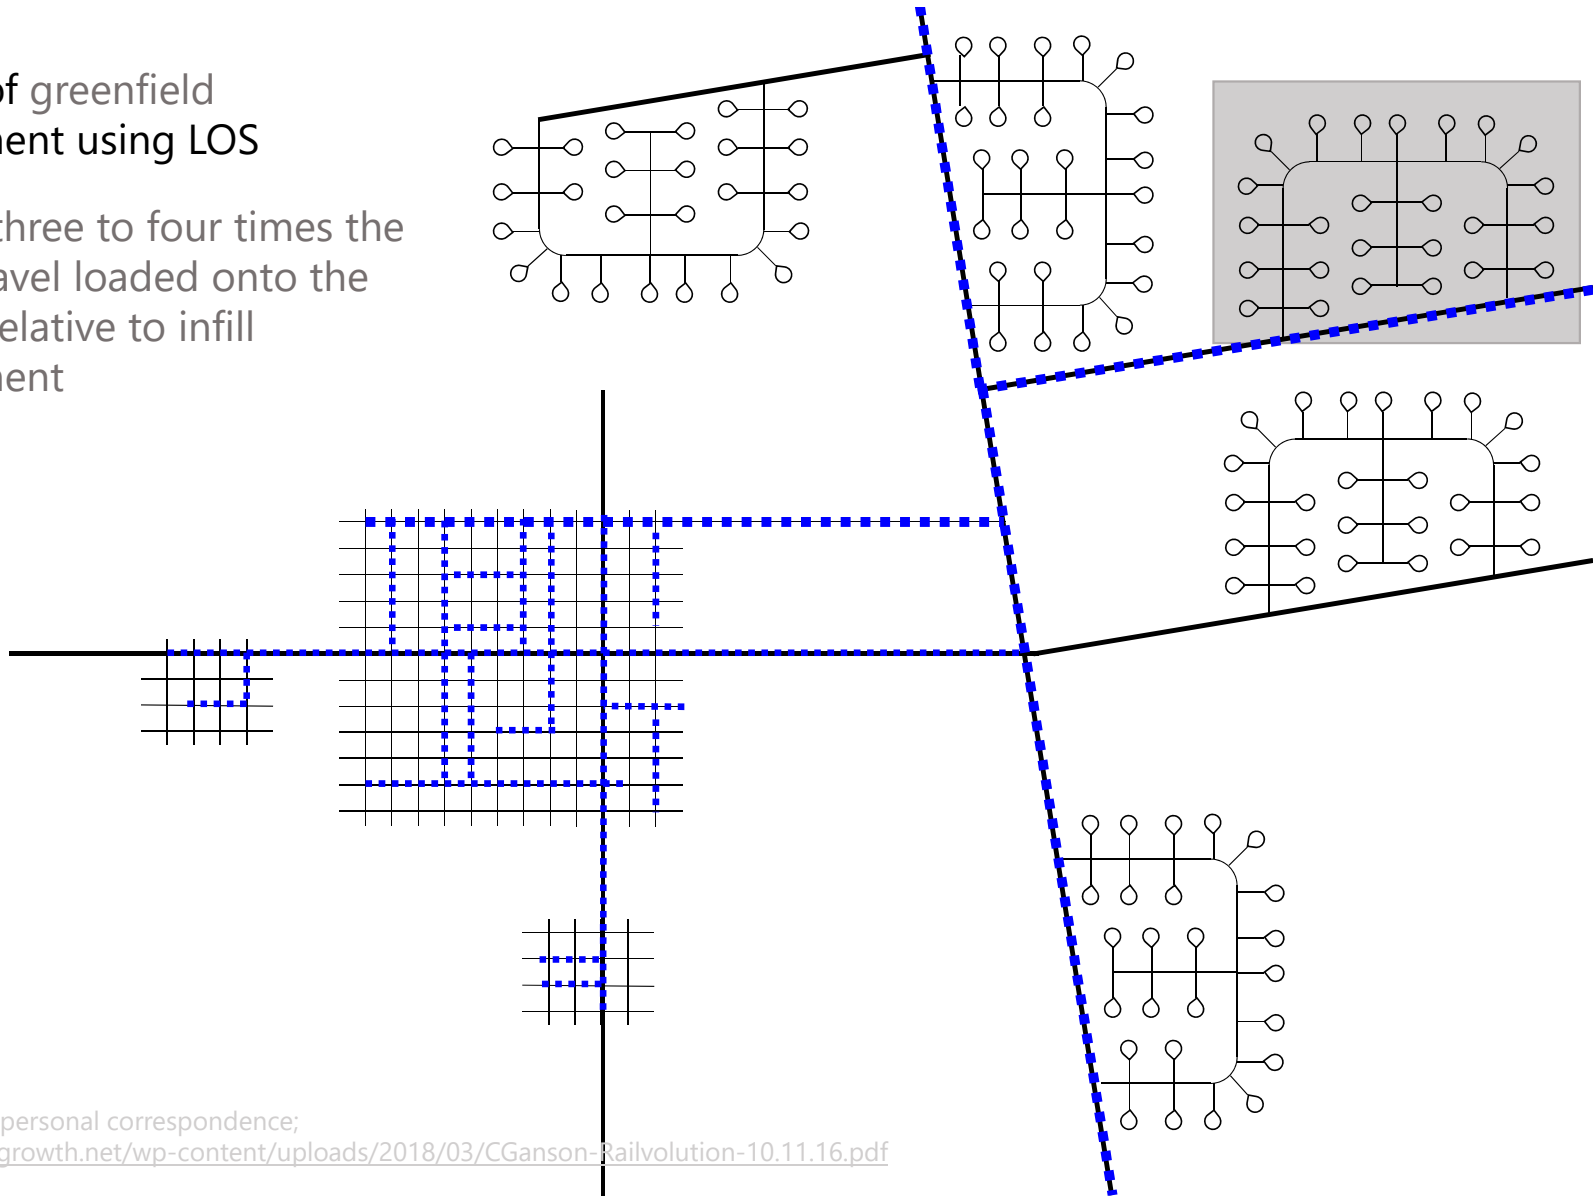 of greenfield
ent using LOS
three to four times the
avel loaded onto the
elative to infill
ent
personal correspondence;
growth.net/wp-content/uploads/2018/03/CGanson-Railvolution-10.11.16.pdf